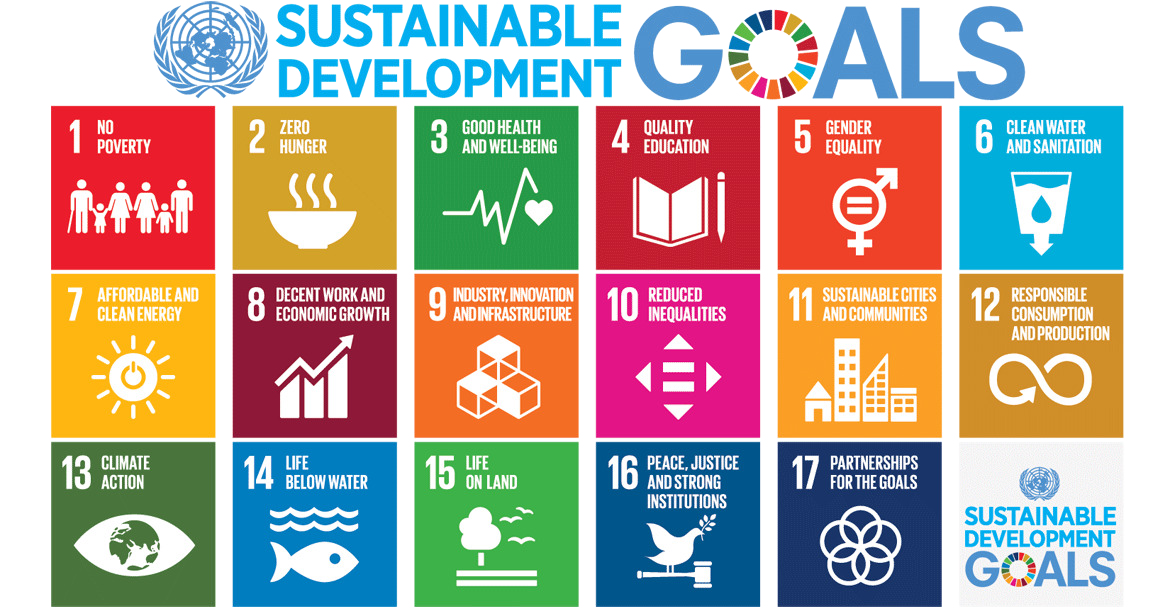 SUSTAINABLE
DEVELOPMENT
GOALS
1 NO
POVERTY
2 ZERO
HUNGER
3 GOOD HEALTH
AND WELL-BEING
4 QUALITY
EDUCATION
5 GENDER
EQUALITY
6 CLEAN WATER
AND SANITATION
7 AFFORDABLE AND
CLEAN ENERGY
8 DECENT WORK AND
ECONOMIC GROWTH
9 INDUSTRY, INNOVATION
AND INFRASTRUCTURE
10 REDUCED
INEQUALITIES
11 SUSTAINABLE CITIES
AND COMMUNITIES
12 RESPONSIBLE
CONSUMPTION
AND PRODUCTION
13 CLIMATE
ACTION
14 LIFE
BELOW WATER
15 LIFE
ON LAND
16 PEACE, JUSTICE
AND STRONG
INSTITUTIONS
17 PARTNERSHIPS
FOR THE GOALS
SUSTAINABLE
DEVELOPMENT
GOALS